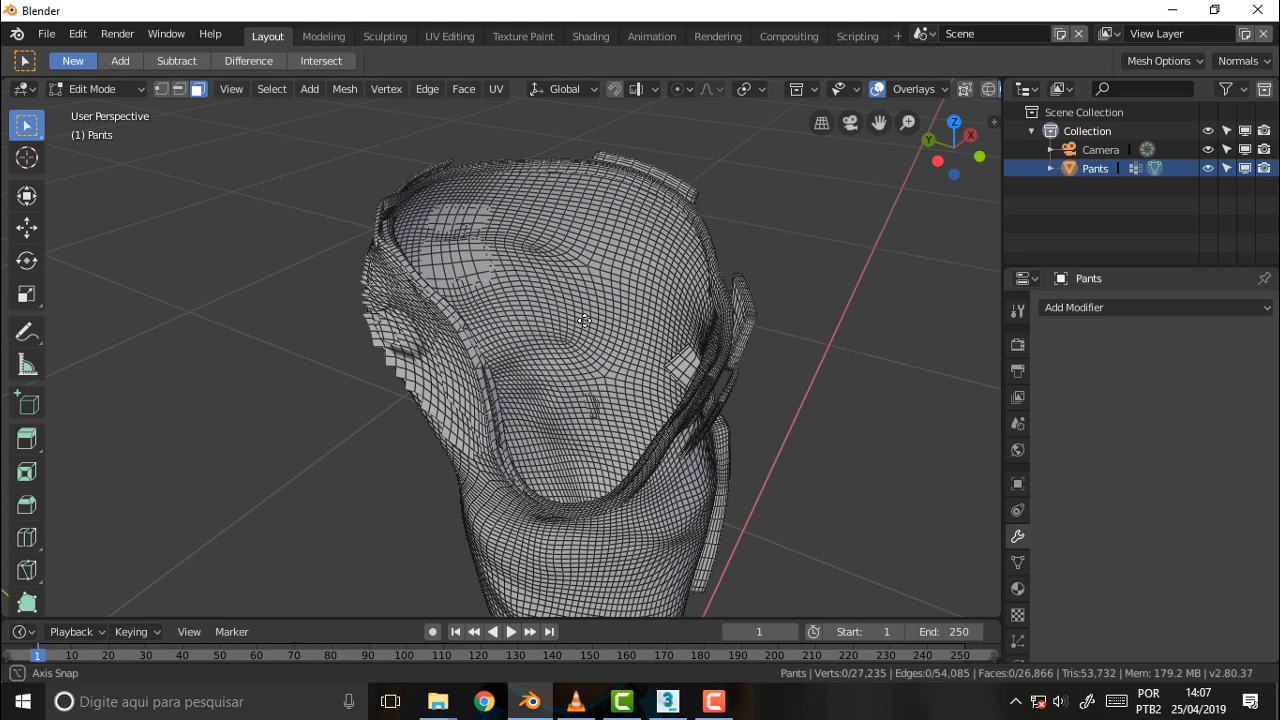 Blender
File Edit Render Window Help Layout Modeling Sculpting UV Editing Texture Paint Shading Animation Rendering Compositing Scripting + Scene View Layer
New Add Subtract Difference Intersect Mesh Options Normals
Edit Mode View Select Add Mesh Vertex Edge Face UV Global Overlays
User Perspective
(1) Pants
Z
Y X
Scene Collection
Collection
Camera
Pants
Pants
Add Modifier
Playback Keying View Marker 1 Start: 1 End: 250
1 10 20 30 40 50 60 70 80 90 100 110 120 130 140 150 160 170 180 190 200 210 220 230 240 250
Axis Snap Pants | Verts:0/27,235 | Edges:0/54,085 | Faces:0/26,866 | Tris:53,732 | Mem: 179.2 MB | v2.80.37
Digite aqui para pesquisar 3 POR 14:07
PTB2 25/04/2019